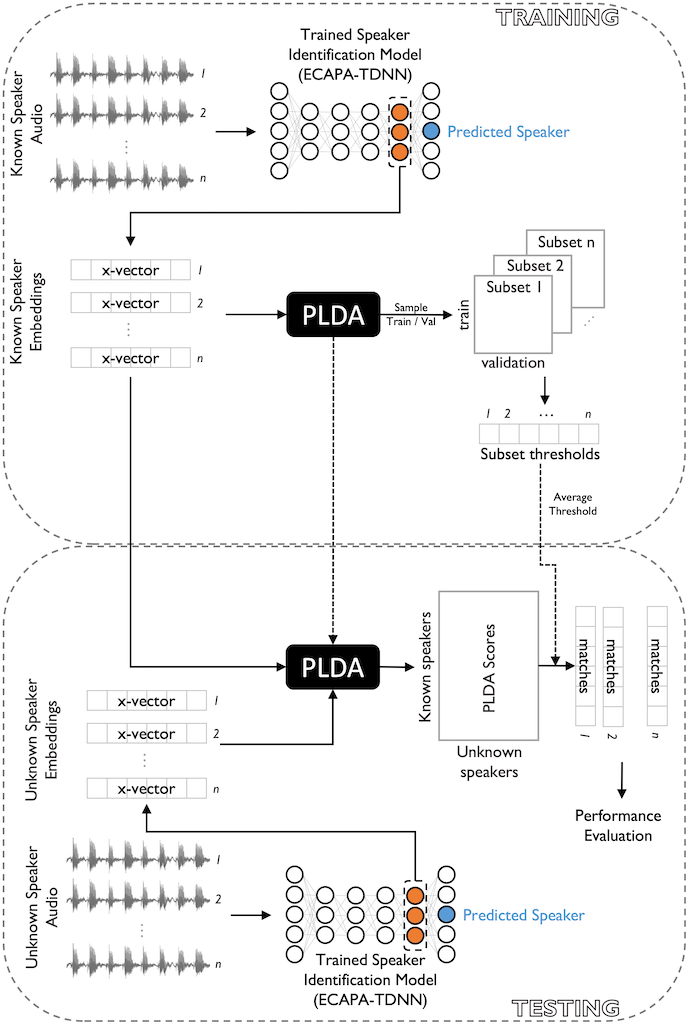 TRAINING
Trained Speaker
Identification Model
(ECAPA-TDNN)
Known Speaker
Audio
1
2
n
Predicted Speaker
Known Speaker
Embeddings
x-vector
1
x-vector
2
x-vector
n
PLDA
Sample
Train / Val
Subset n
Subset 2
Subset 1
train
validation
1 2 ... n
Subset thresholds
Average
Threshold
PLDA
Known speakers
PLDA Scores
Unknown
speakers
matches
matches
matches
1
2
n
Performance
Evaluation
Unknown Speaker
Embeddings
x-vector
1
x-vector
2
x-vector
n
Unknown Speaker
Audio
1
2
n
Predicted Speaker
Trained Speaker
Identification Model
(ECAPA-TDNN)
TESTING